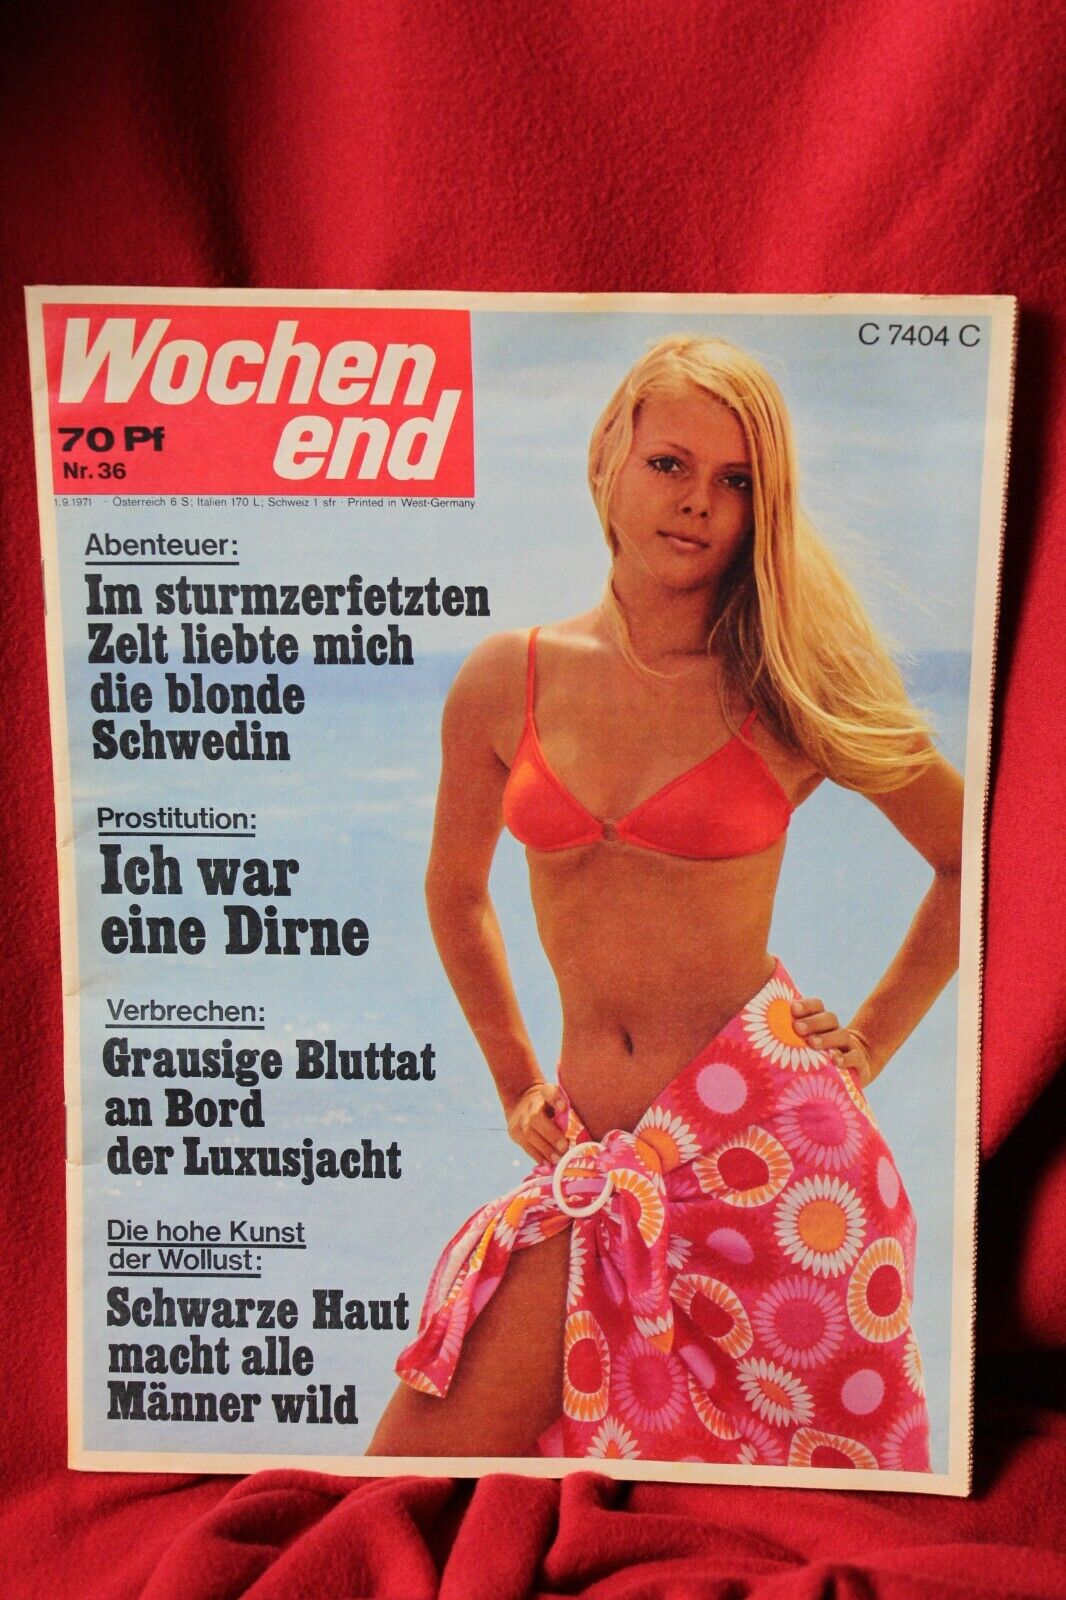 Wochen
end
70 Pf
Nr. 36
C 7404 C
1.9.1971 · Österreich 6 S; Italien 170 L; Schweiz 1 sfr · Printed in West-Germany
Abenteuer:
Im sturmzerfetzten
Zelt liebte mich
die blonde
Schwedin
Prostitution:
Ich war
eine Dirne
Verbrechen:
Grausige Bluttat
an Bord
der Luxusjacht
Die hohe Kunst
der Wollust:
Schwarze Haut
macht alle
Männer wild